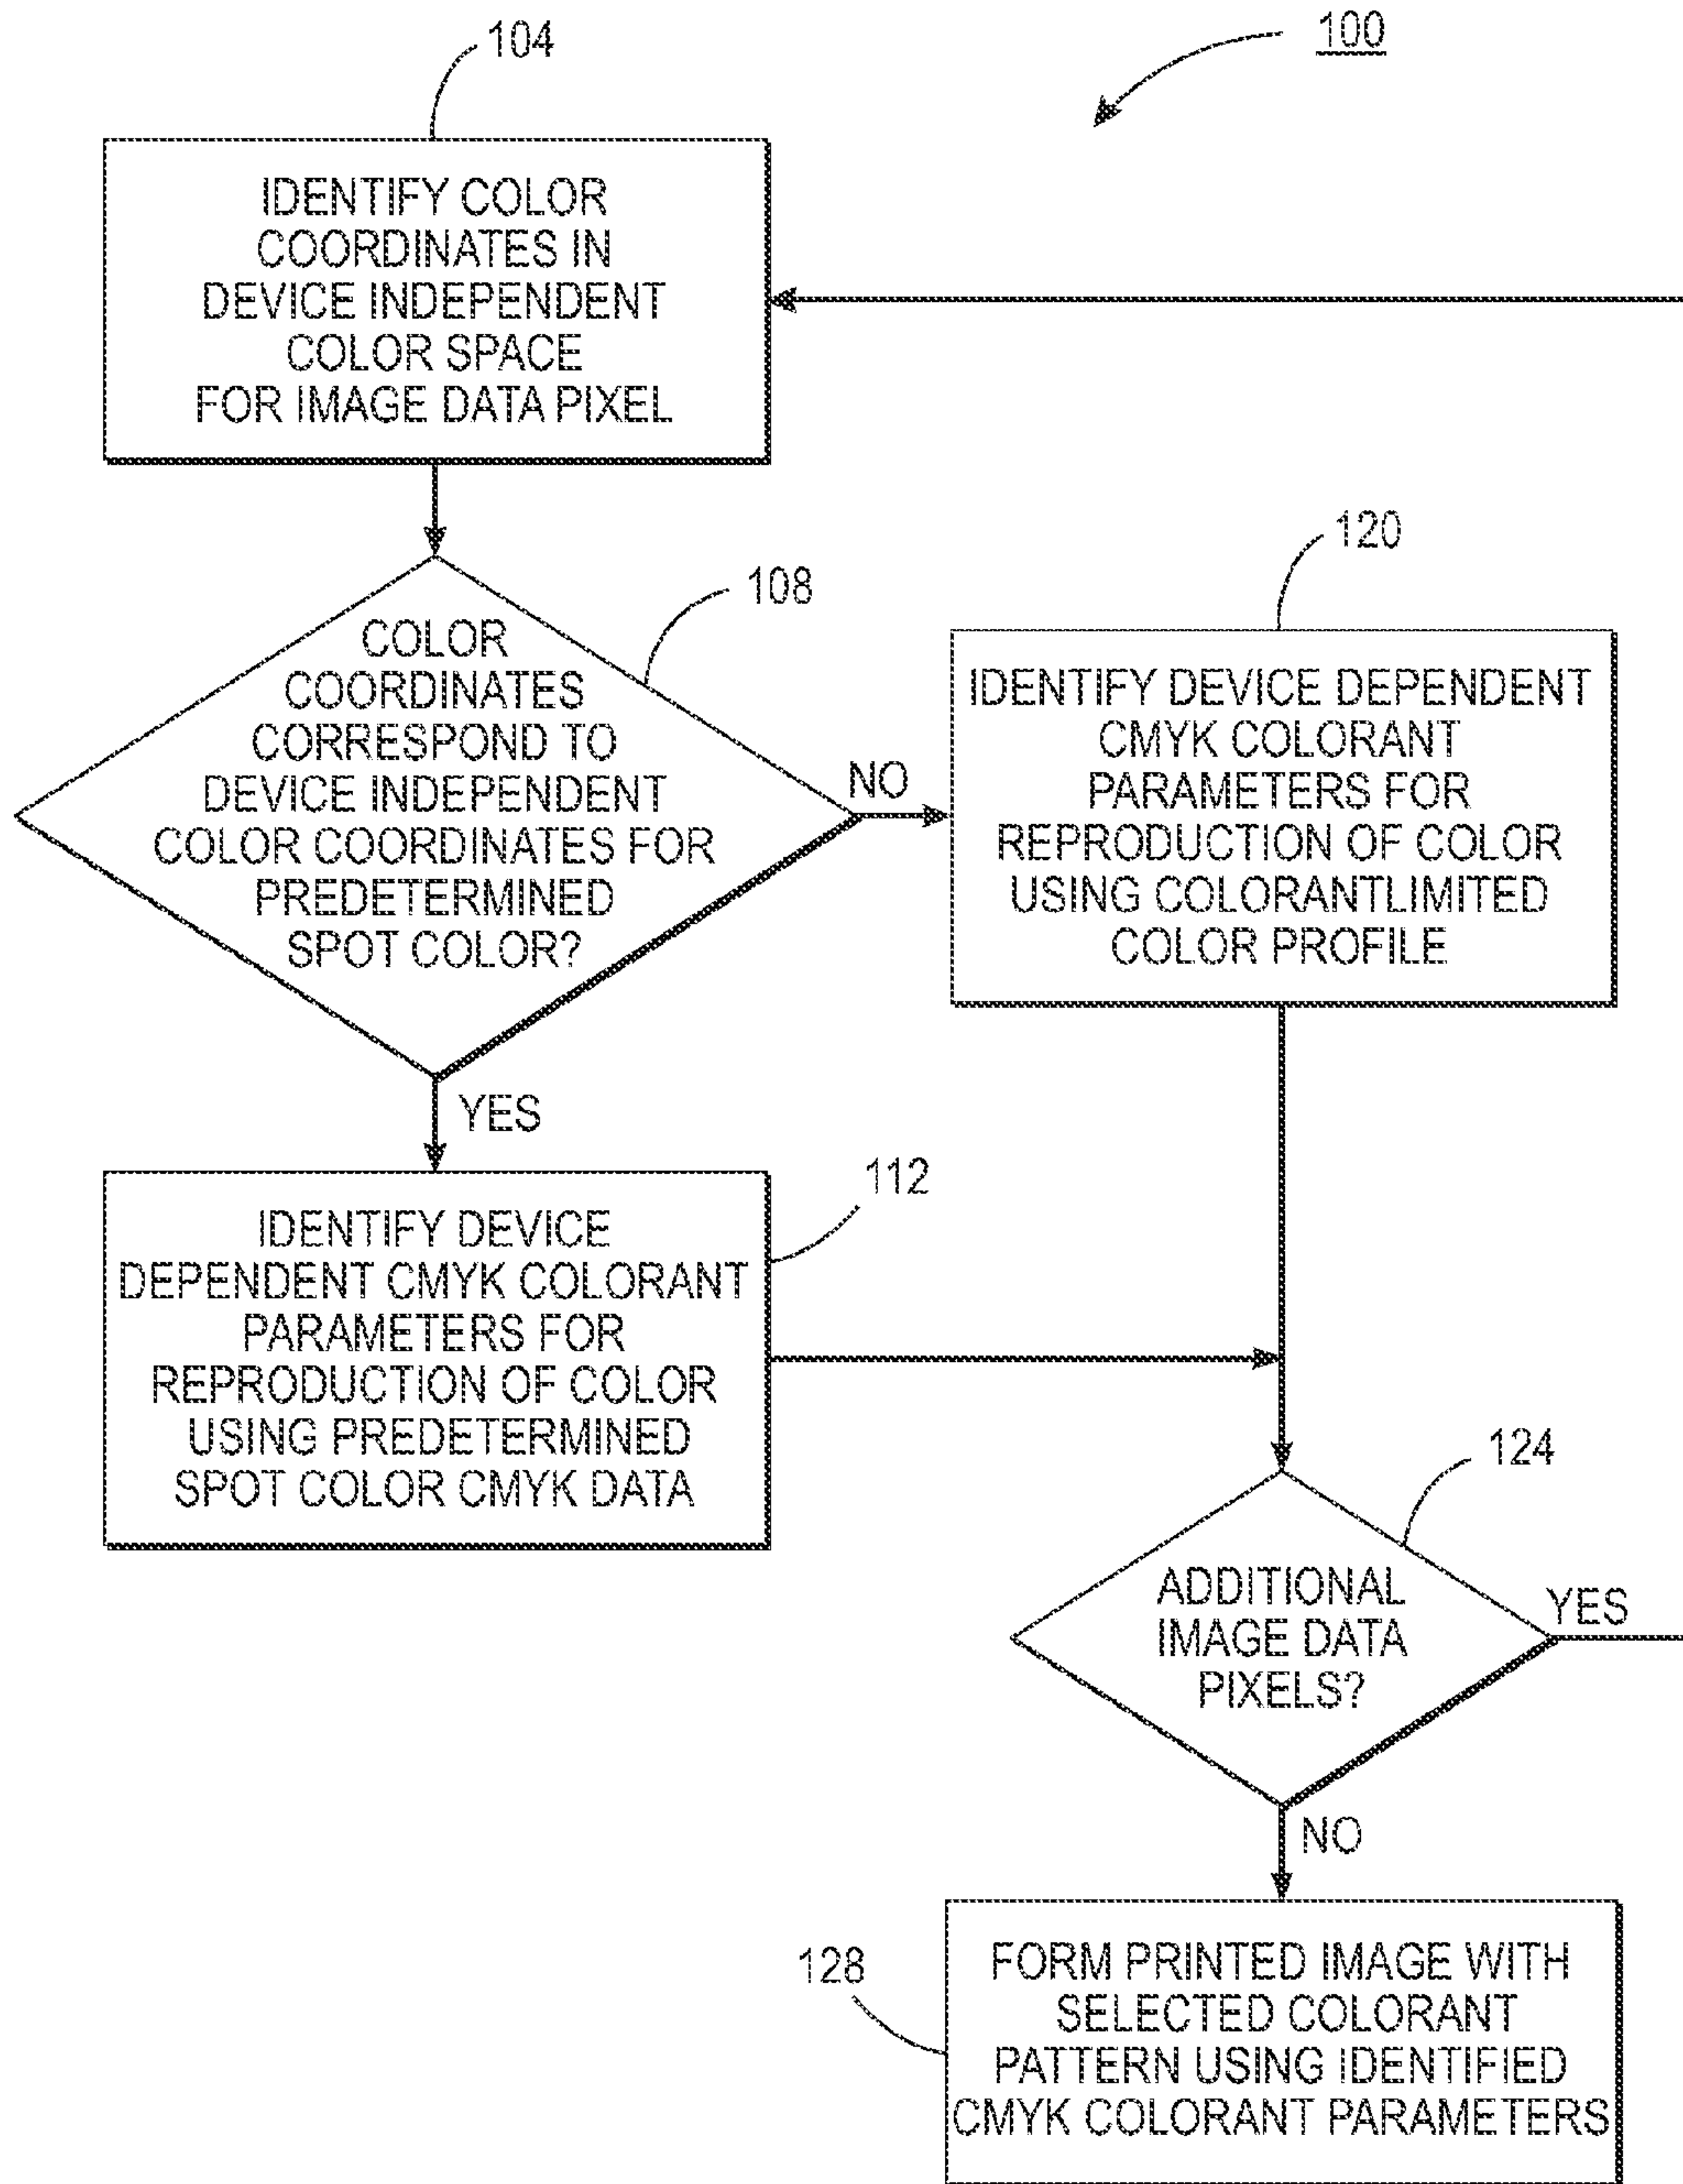 104
100
IDENTIFY COLOR
COORDINATES IN
DEVICE INDEPENDENT
COLOR SPACE
FOR IMAGE DATA PIXEL
108
COLOR
COORDINATES
CORRESPOND TO
DEVICE INDEPENDENT
COLOR COORDINATES FOR
PREDETERMINED
SPOT COLOR?
NO
120
IDENTIFY DEVICE DEPENDENT
CMYK COLORANT
PARAMETERS FOR
REPRODUCTION OF COLOR
USING COLORANTLIMITED
COLOR PROFILE
YES
112
IDENTIFY DEVICE
DEPENDENT CMYK COLORANT
PARAMETERS FOR
REPRODUCTION OF COLOR
USING PREDETERMINED
SPOT COLOR CMYK DATA
124
ADDITIONAL
IMAGE DATA
PIXELS?
YES
NO
128
FORM PRINTED IMAGE WITH
SELECTED COLORANT
PATTERN USING IDENTIFIED
CMYK COLORANT PARAMETERS